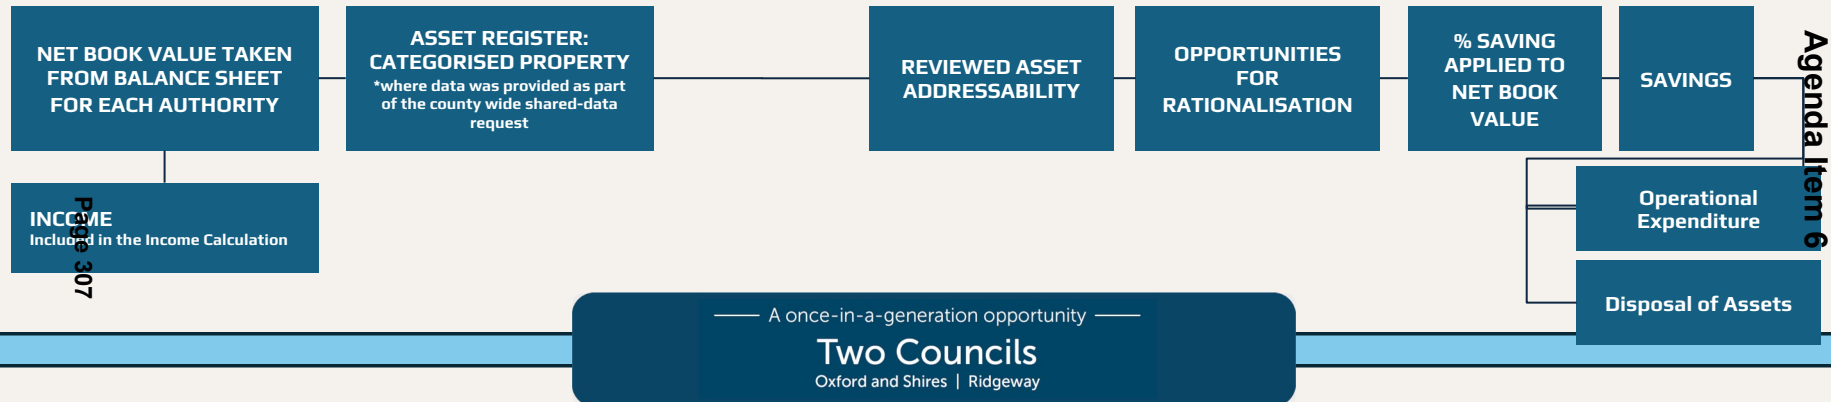 NET BOOK VALUE TAKEN
FROM BALANCE SHEET
FOR EACH AUTHORITY
ASSET REGISTER:
CATEGORISED PROPERTY
*where data was provided as part
of the county wide shared-data
request
REVIEWED ASSET
ADDRESSABILITY
OPPORTUNITIES
FOR
RATIONALISATION
% SAVING
APPLIED TO
NET BOOK
VALUE
SAVINGS
Agenda Item 6
INCOME
Included in the Income Calculation
Page 307
Operational
Expenditure
Disposal of Assets
A once-in-a-generation opportunity
Two Councils
Oxford and Shires | Ridgeway